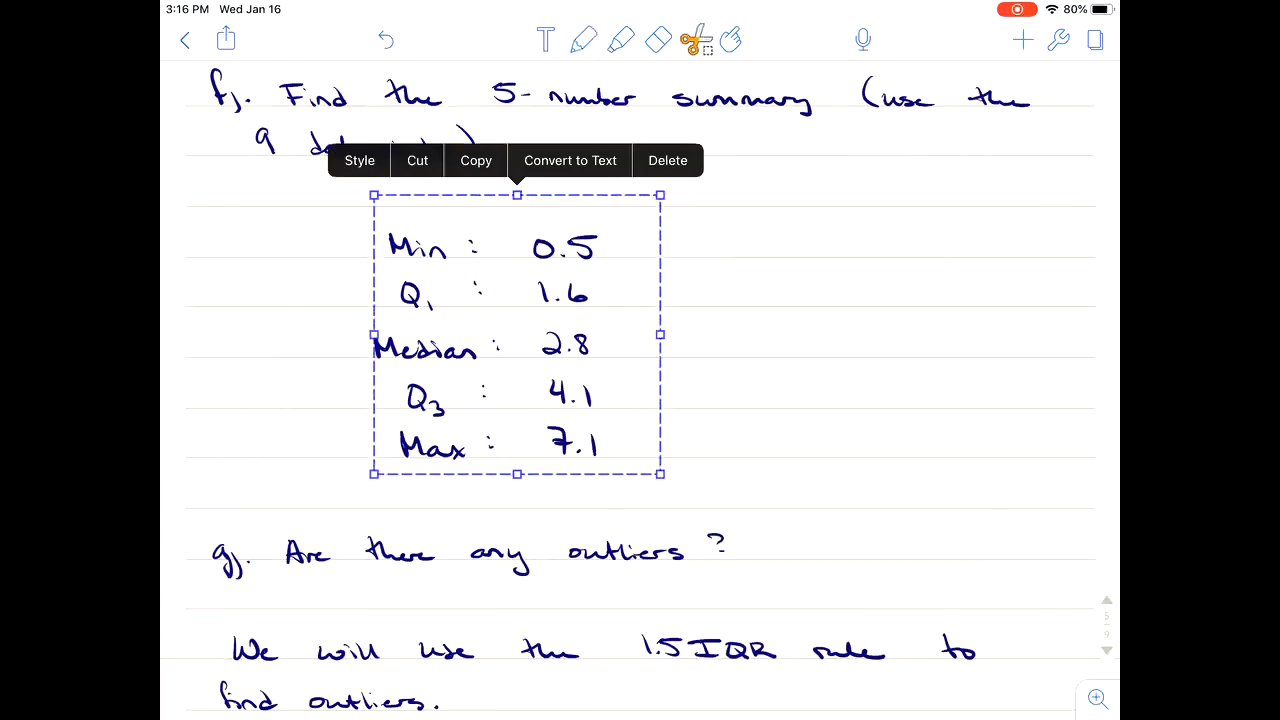 3:16 PM Wed Jan 16 80%
f). Find the 5-number summary (use the
9
Style Cut Copy Convert to Text Delete
Min : 0.5
Q1 : 1.6
Median : 2.8
Q3 : 4.1
Max : 7.1
g). Are there any outliers?
5
9
We will use the 1.5IQR rule to
find outliers.